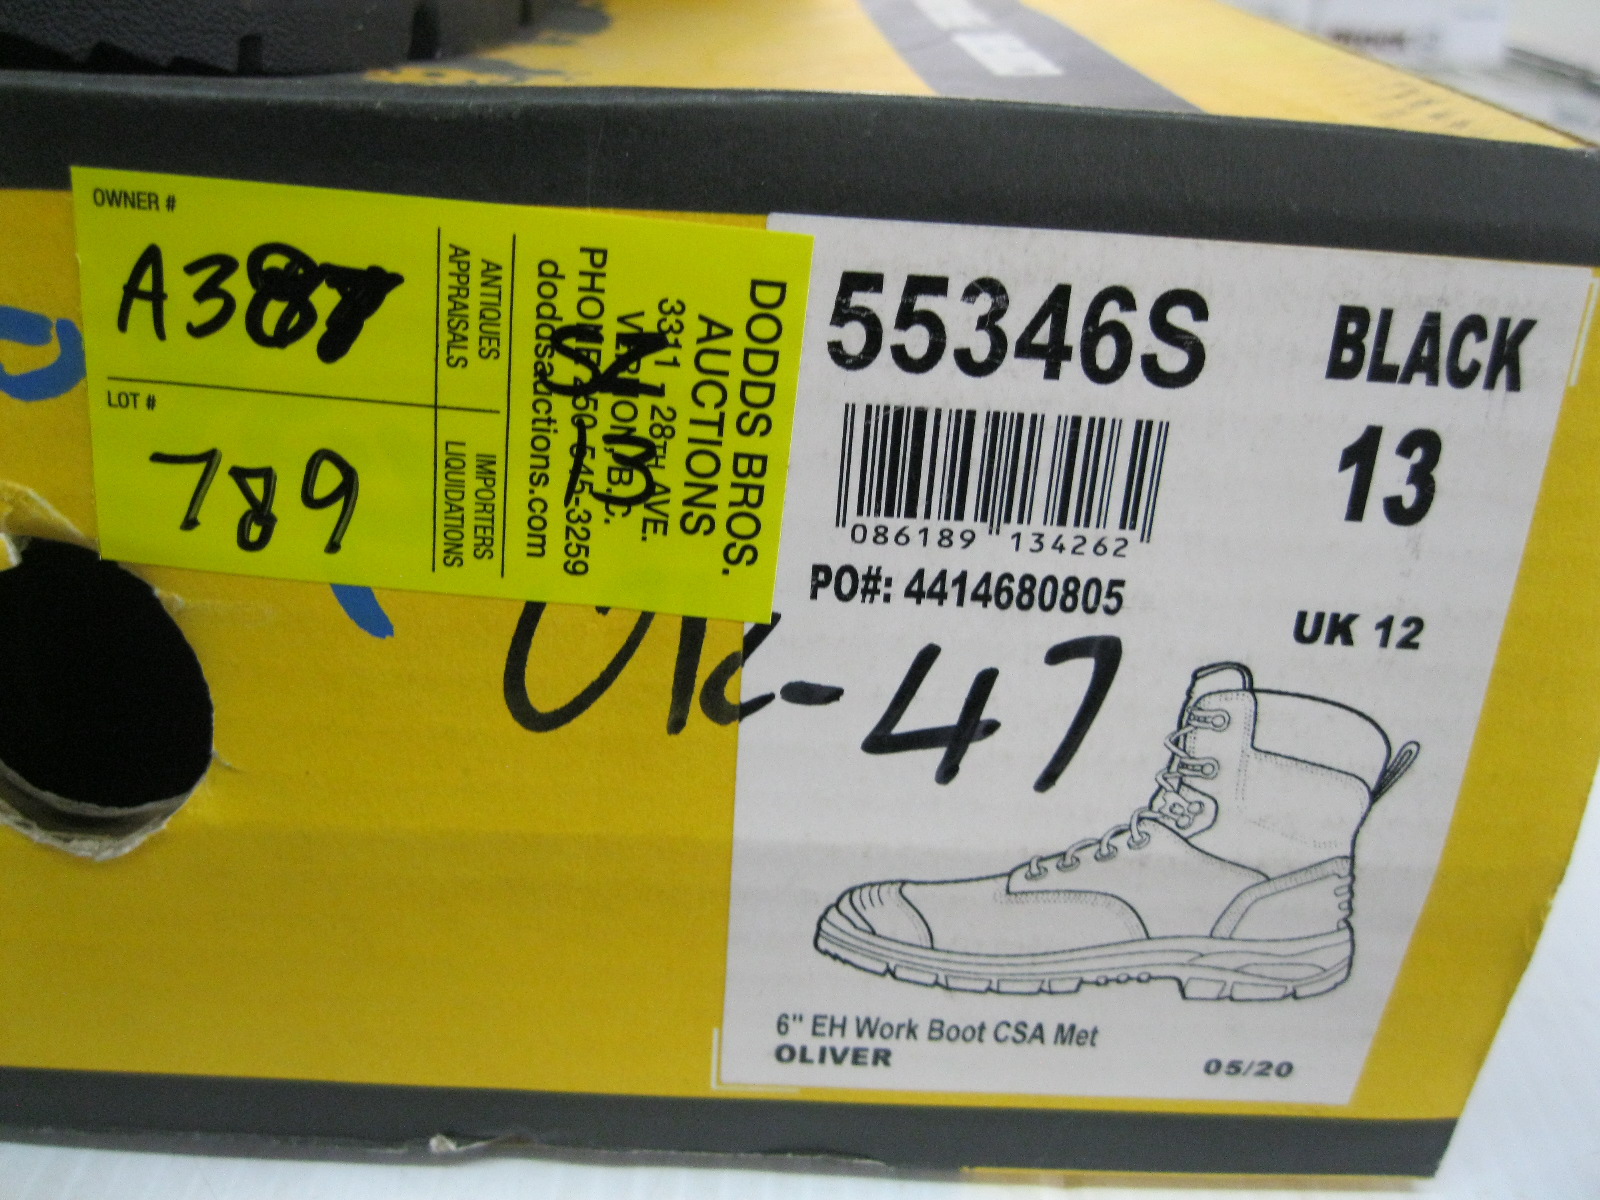 OWNER #
A38
LOT #
789
ANTIQUES
APPRAISALS
IMPORTERS
LIQUIDATIONS
DODDS BROS.
AUCTIONS
3311 28TH AVE.
VERNON, B.C.
PHONE 250-545-3259
doddsauctions.com
55346S
BLACK
13
086189 134262
PO#: 4414680805
UK 12
-47
6" EH Work Boot CSA Met
OLIVER
05/20